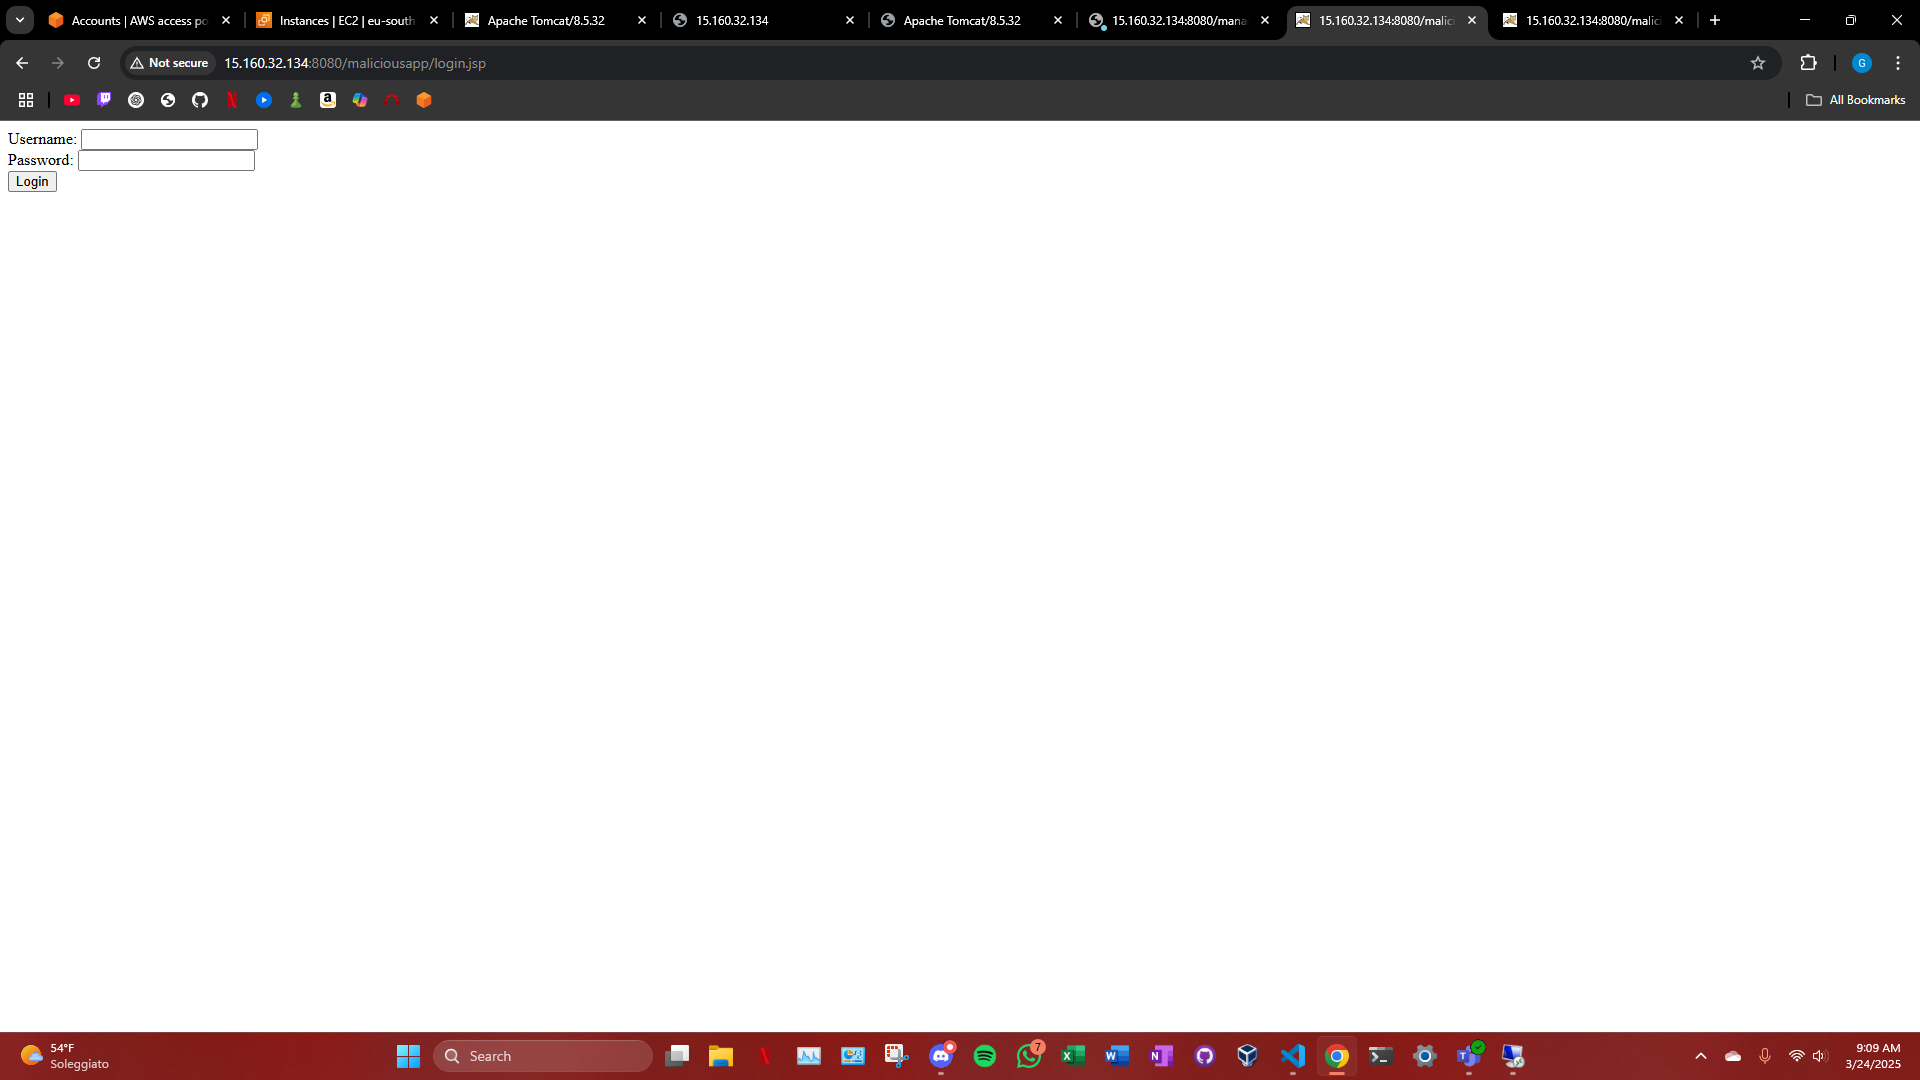 Accounts | AWS access po
Instances | EC2 | eu-south
Apache Tomcat/8.5.32
15.160.32.134
Apache Tomcat/8.5.32
15.160.32.134:8080/mana
15.160.32.134:8080/malici
15.160.32.134:8080/malici
Not secure
15.160.32.134:8080/maliciousapp/login.jsp
G
All Bookmarks
Username:
Password:
Login
54°F
Soleggiato
Search
7
9:09 AM
3/24/2025